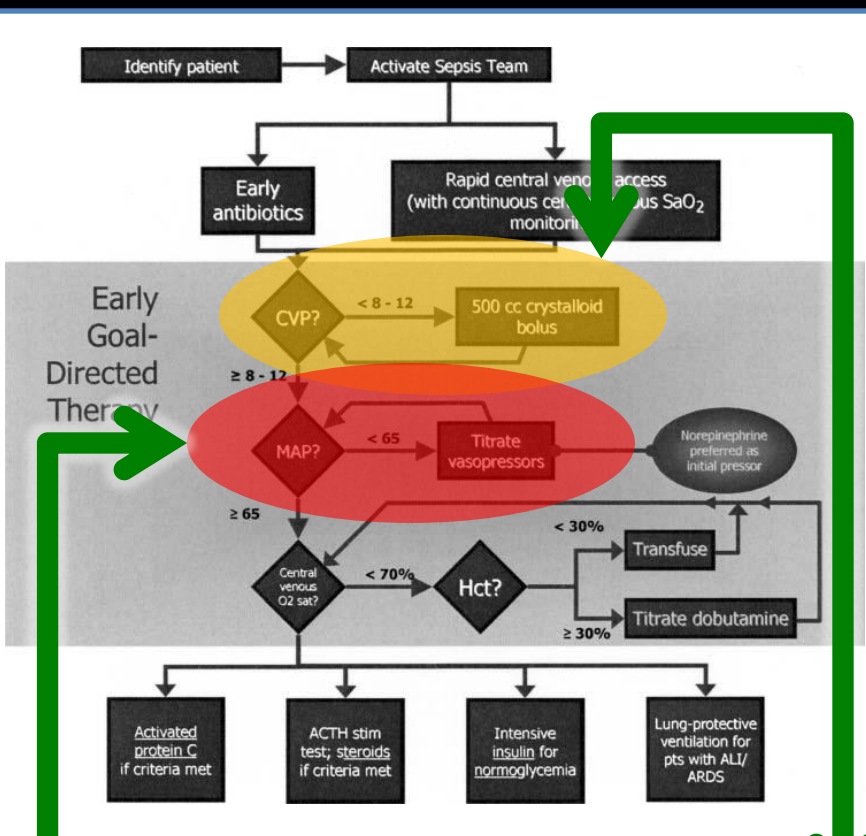 Identify patient
Activate Sepsis Team
Early
antibiotics
Rapid central venous access
(with continuous central venous SaO2
monitoring)
Early
Goal-
Directed
Therapy
CVP?
< 8 - 12
500 cc crystalloid
bolus
≥ 8 - 12
MAP?
< 65
Titrate
vasopressors
Norepinephrine
preferred as
initial pressor
≥ 65
Central
venous
O2 sat?
< 70%
Hct?
< 30%
Transfuse
≥ 30%
Titrate dobutamine
Activated
protein C
if criteria met
ACTH stim
test; steroids
if criteria met
Intensive
insulin for
normoglycemia
Lung-protective
ventilation for
pts with ALI/
ARDS